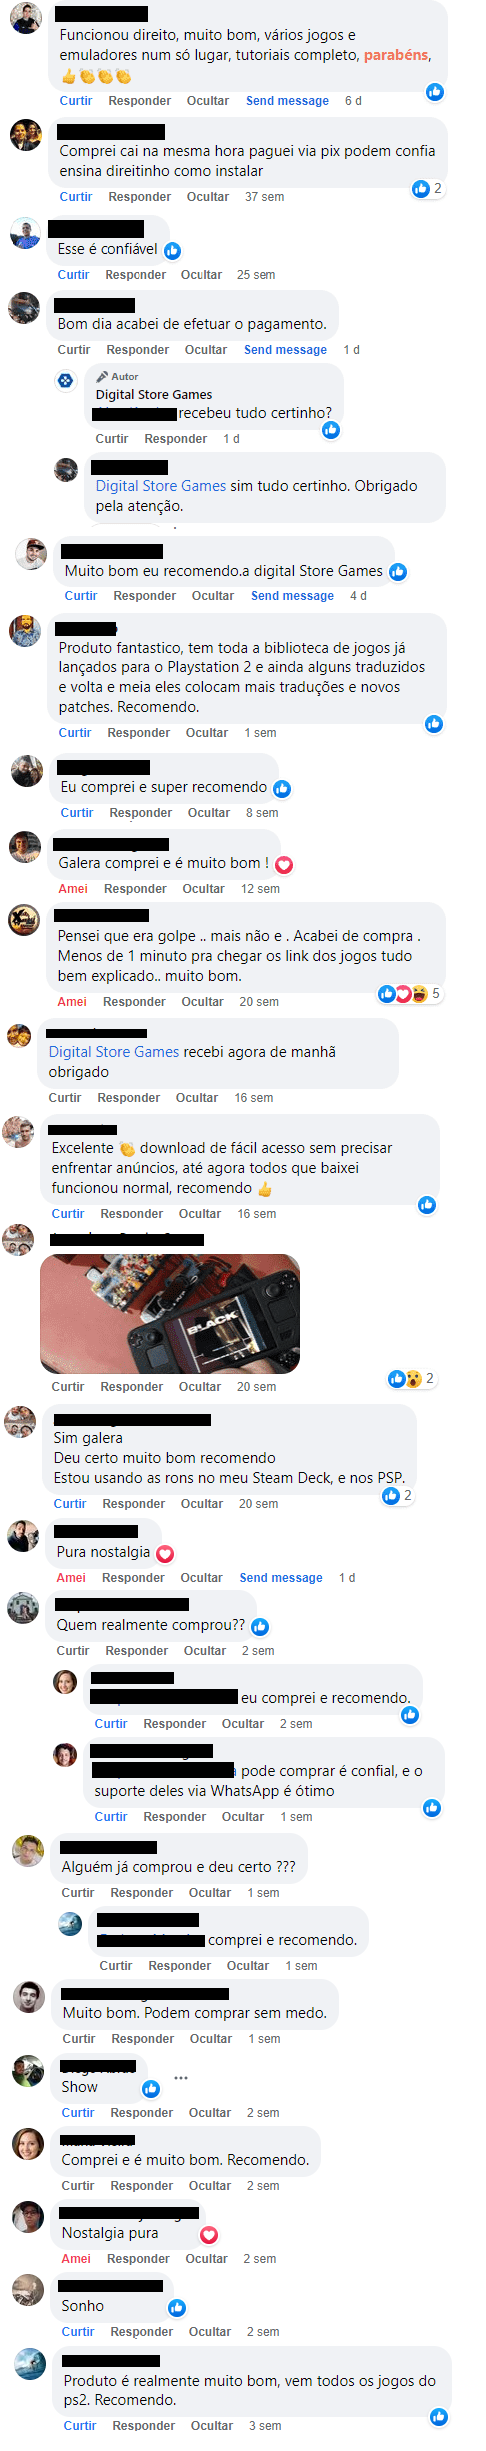 Funcionou direito, muito bom, vários jogos e
emuladores num só lugar, tutoriais completo, parabéns,
👍👏👏👏
Curtir Responder Ocultar Send message 6 d
Comprei cai na mesma hora paguei via pix podem confia
ensina direitinho como instalar
2
Curtir Responder Ocultar 37 sem
Esse é confiável
Curtir Responder Ocultar 25 sem
Bom dia acabei de efetuar o pagamento.
Curtir Responder Ocultar Send message 1 d
Autor
Digital Store Games
recebeu tudo certinho?
Curtir Responder 1 d
Digital Store Games sim tudo certinho. Obrigado
pela atenção.
Muito bom eu recomendo.a digital Store Games
Curtir Responder Ocultar Send message 4 d
Produto fantastico, tem toda a biblioteca de jogos já
lançados para o Playstation 2 e ainda alguns traduzidos
e volta e meia eles colocam mais traduções e novos
patches. Recomendo.
Curtir Responder Ocultar 1 sem
Eu comprei e super recomendo
Curtir Responder Ocultar 8 sem
Galera comprei e é muito bom !
Amei Responder Ocultar 12 sem
Pensei que era golpe .. mais não e . Acabei de compra .
Menos de 1 minuto pra chegar os link dos jogos tudo
bem explicado.. muito bom.
5
Amei Responder Ocultar 20 sem
Digital Store Games recebi agora de manhã
obrigado
Curtir Responder Ocultar 16 sem
Excelente 👏 download de fácil acesso sem precisar
enfrentar anúncios, até agora todos que baixei
funcionou normal, recomendo 👍
Curtir Responder Ocultar 16 sem
BLACK
Curtir Responder Ocultar 20 sem 2
Sim galera
Deu certo muito bom recomendo
Estou usando as rons no meu Steam Deck, e nos PSP.
2
Curtir Responder Ocultar 20 sem
Pura nostalgia
Amei Responder Ocultar Send message 1 d
Quem realmente comprou??
Curtir Responder Ocultar 2 sem
eu comprei e recomendo.
Curtir Responder Ocultar 2 sem
pode comprar é confial, e o
suporte deles via WhatsApp é ótimo
Curtir Responder Ocultar 1 sem
Alguém já comprou e deu certo ???
Curtir Responder Ocultar 1 sem
comprei e recomendo.
Curtir Responder Ocultar 1 sem
Muito bom. Podem comprar sem medo.
Curtir Responder Ocultar 1 sem
Show
Curtir Responder Ocultar 2 sem
Comprei e é muito bom. Recomendo.
Curtir Responder Ocultar 2 sem
Nostalgia pura
Amei Responder Ocultar 2 sem
Sonho
Curtir Responder Ocultar 2 sem
Produto é realmente muito bom, vem todos os jogos do
ps2. Recomendo.
Curtir Responder Ocultar 3 sem